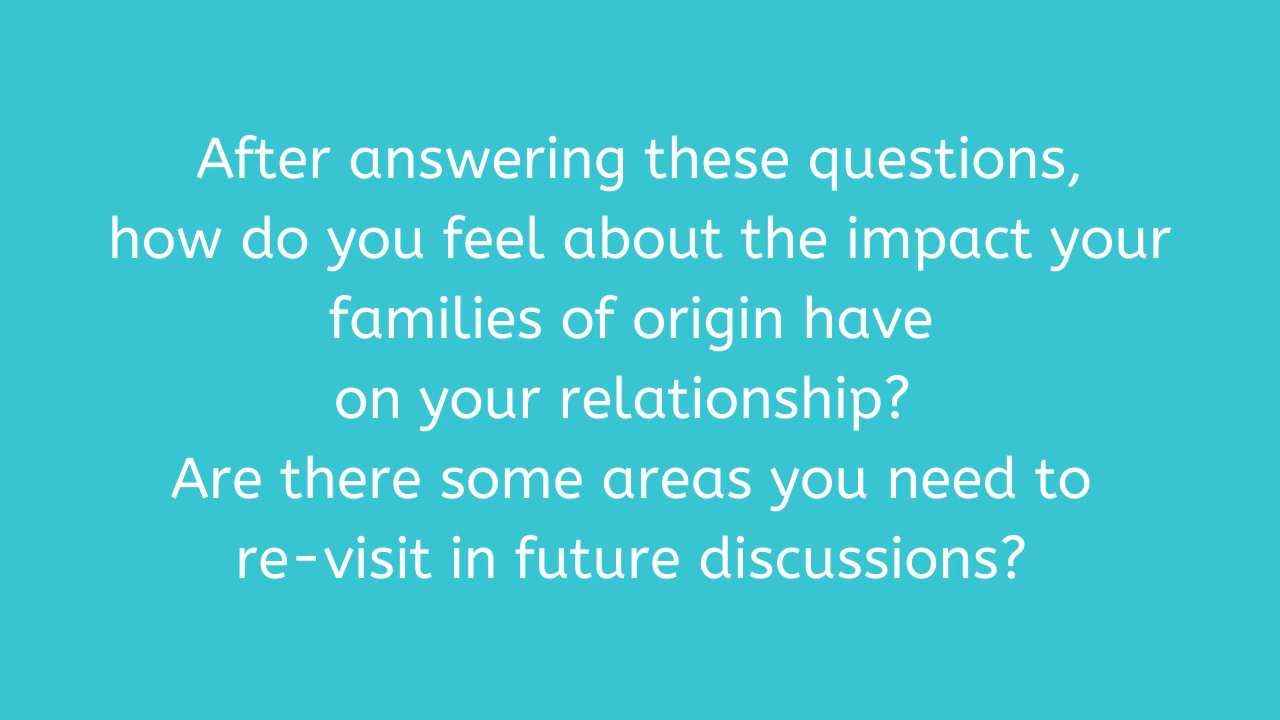 After answering these questions,
how do you feel about the impact your
families of origin have
on your relationship?
Are there some areas you need to
re-visit in future discussions?